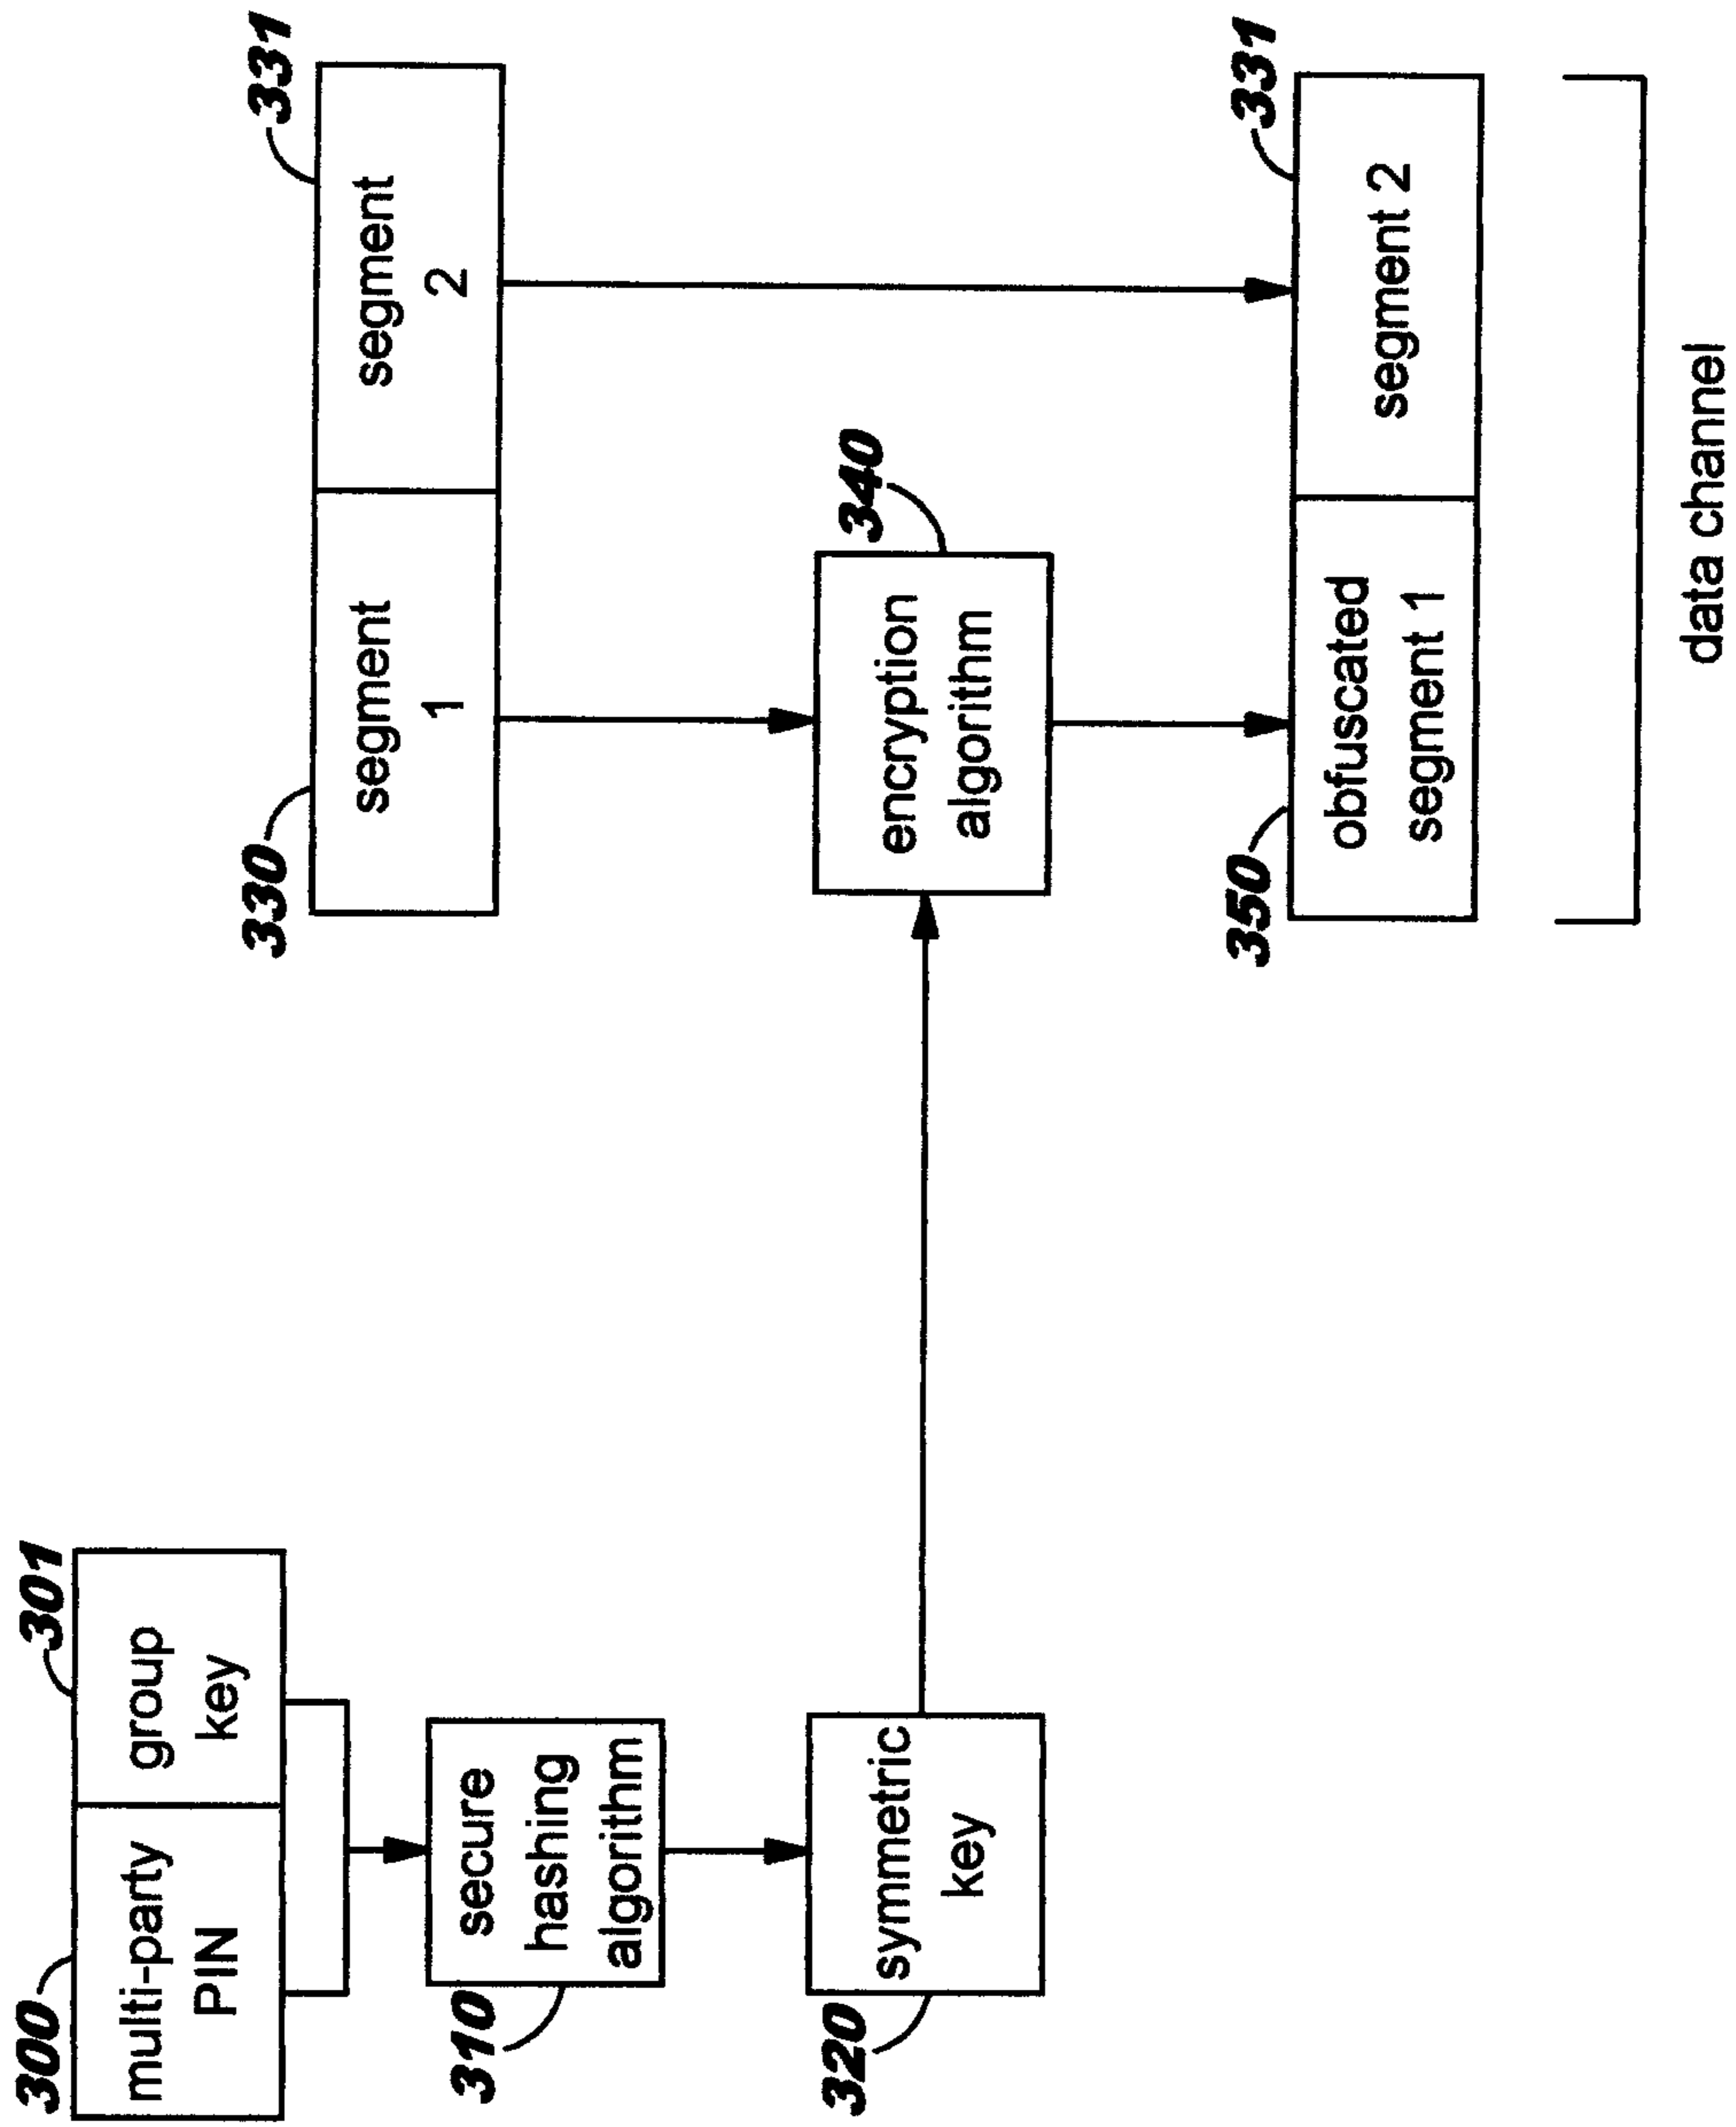 300
multi-party
PIN
301
group
key
310
secure
hashing
algorithm
320
symmetric
key
330
segment
1
331
segment
2
340
encryption
algorithm
350
obfuscated
segment 1
331
segment 2
data channel